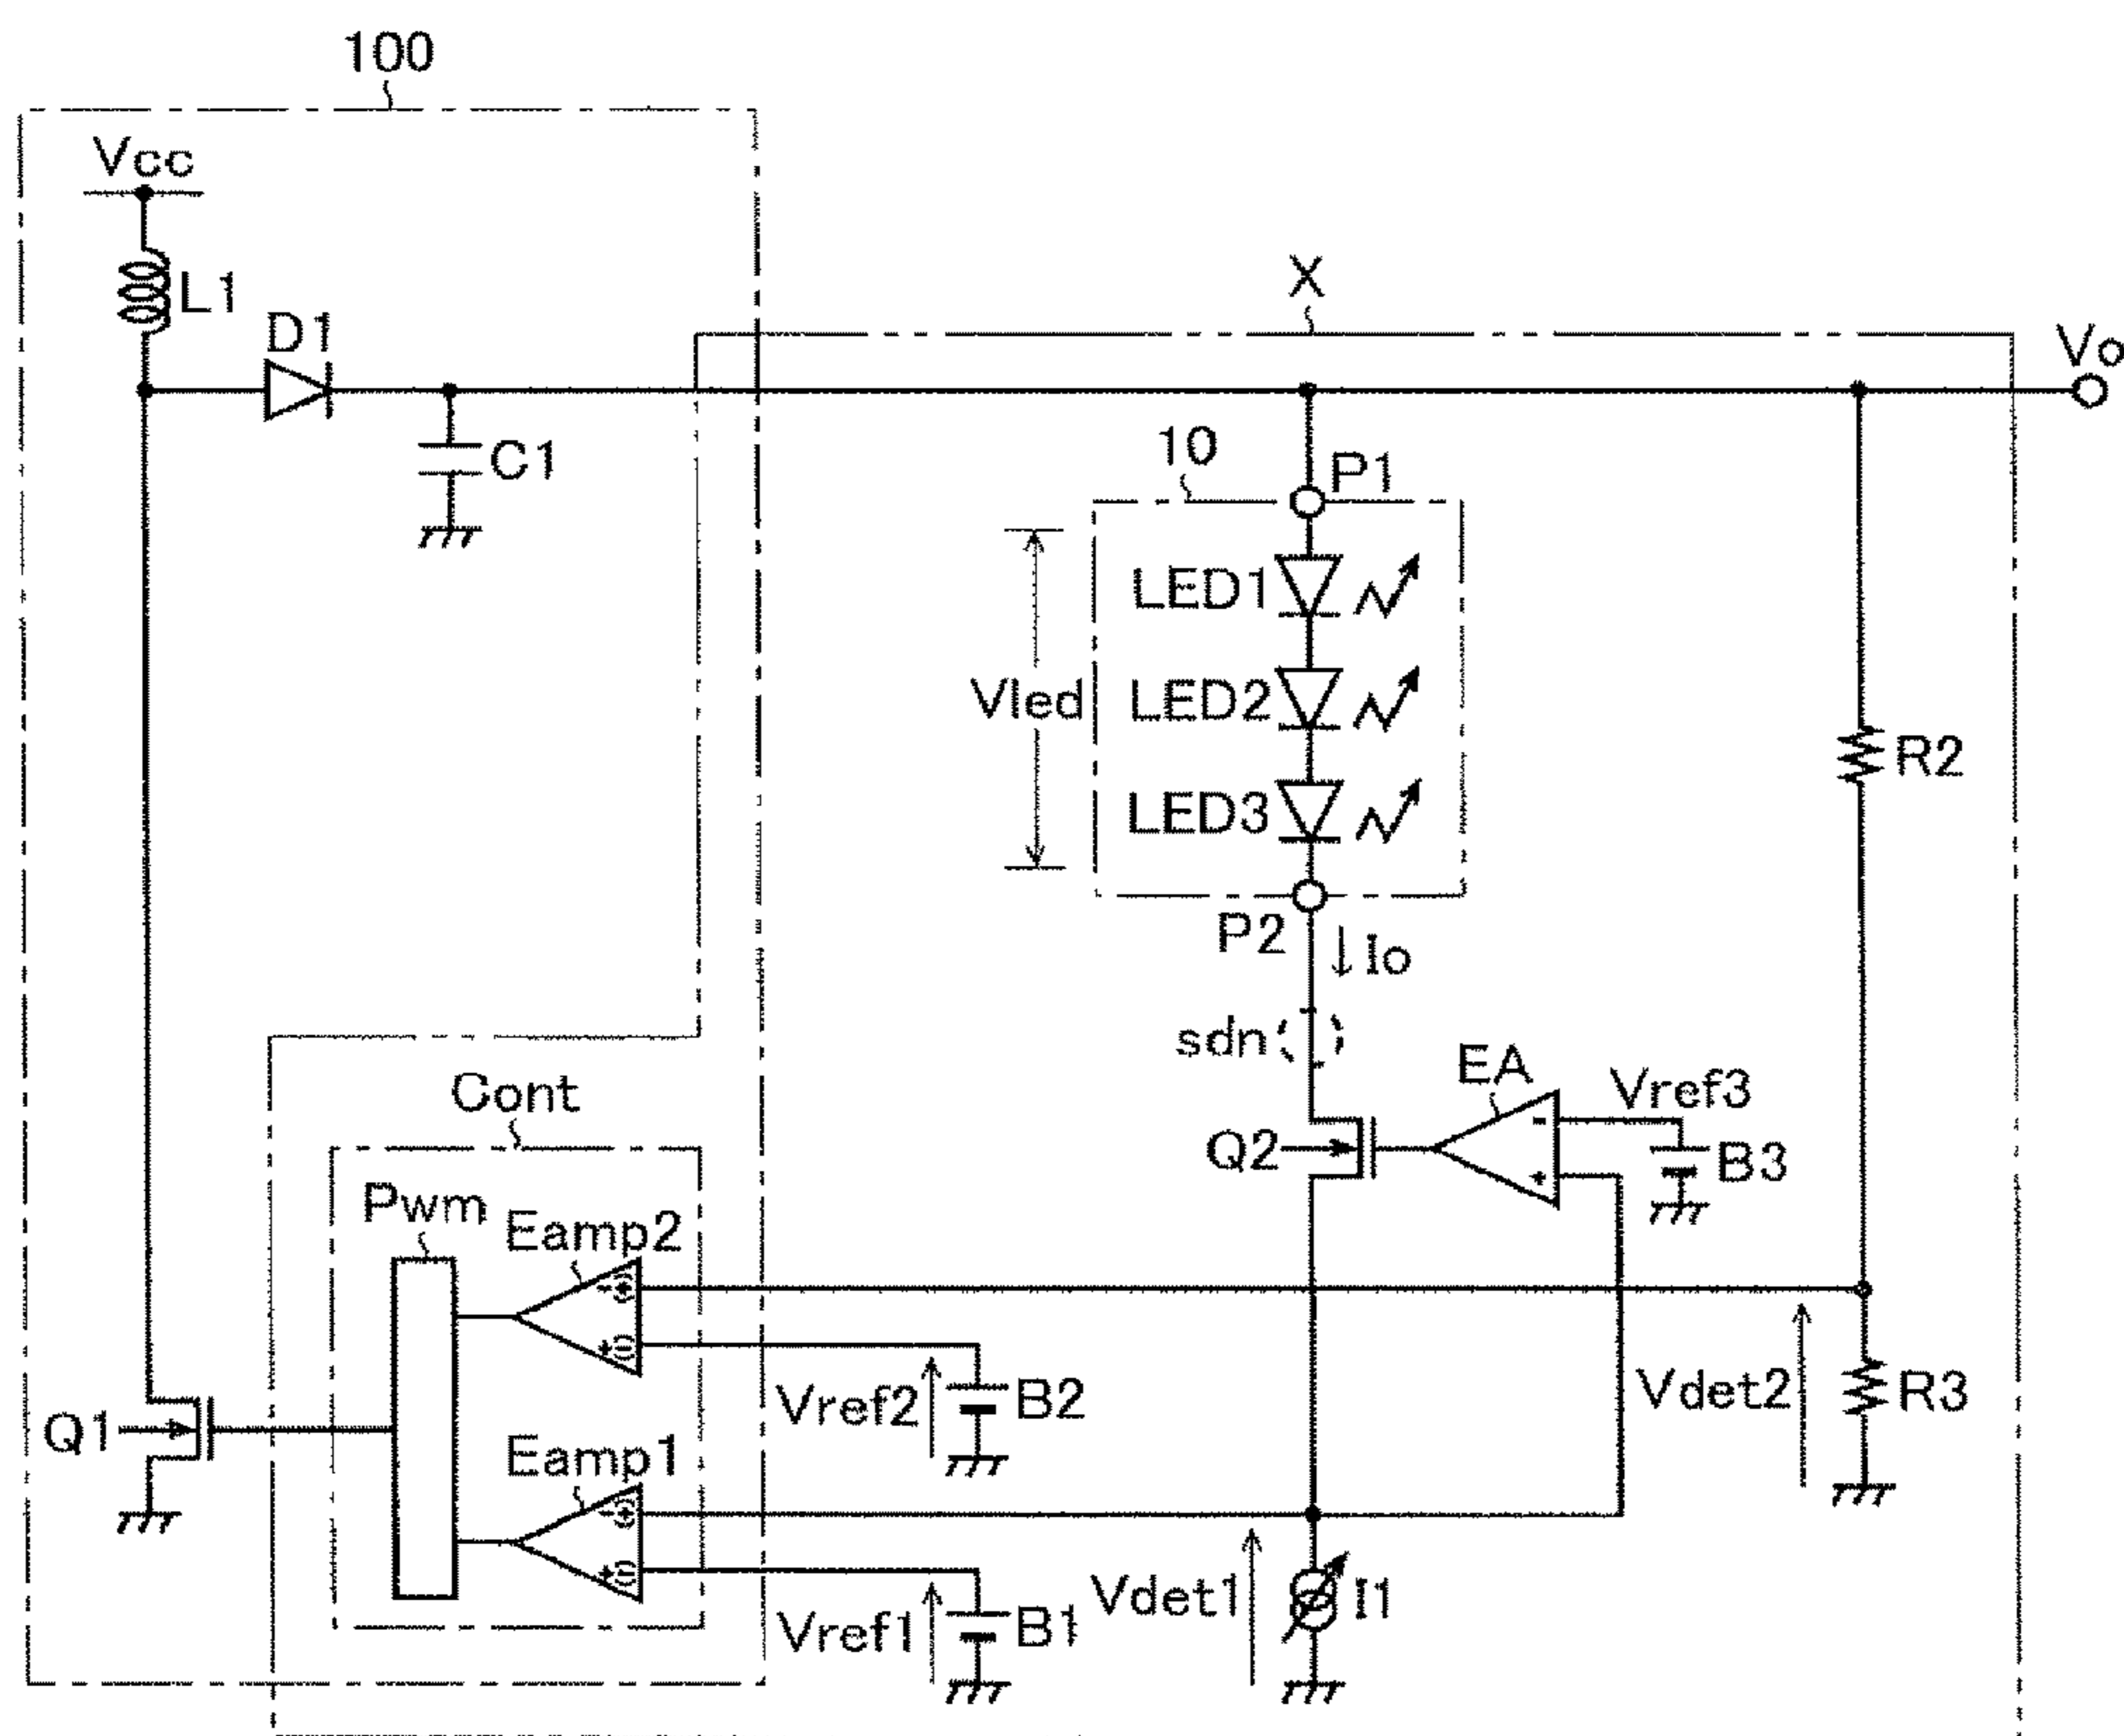 100
Vcc
L1
D1
C1
X
Vo
10
P1
LED1
LED2
LED3
Vled
R2
P2
Io
sdn
EA
Vref3
-
+
Q2
B3
Cont
Pwm
Eamp2
-(+)
+(-)
Vref2
B2
Vdet2
R3
Q1
Eamp1
-(+)
+(-)
Vref1
B1
Vdet1
I1